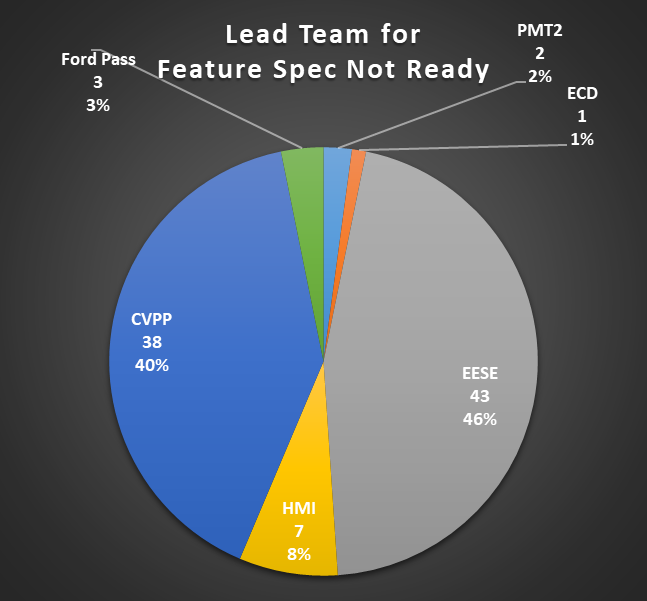 Lead Team for
Feature Spec Not Ready
PMT2
2
2%
ECD
1
1%
EESE
43
46%
HMI
7
8%
CVPP
38
40%
Ford Pass
3
3%